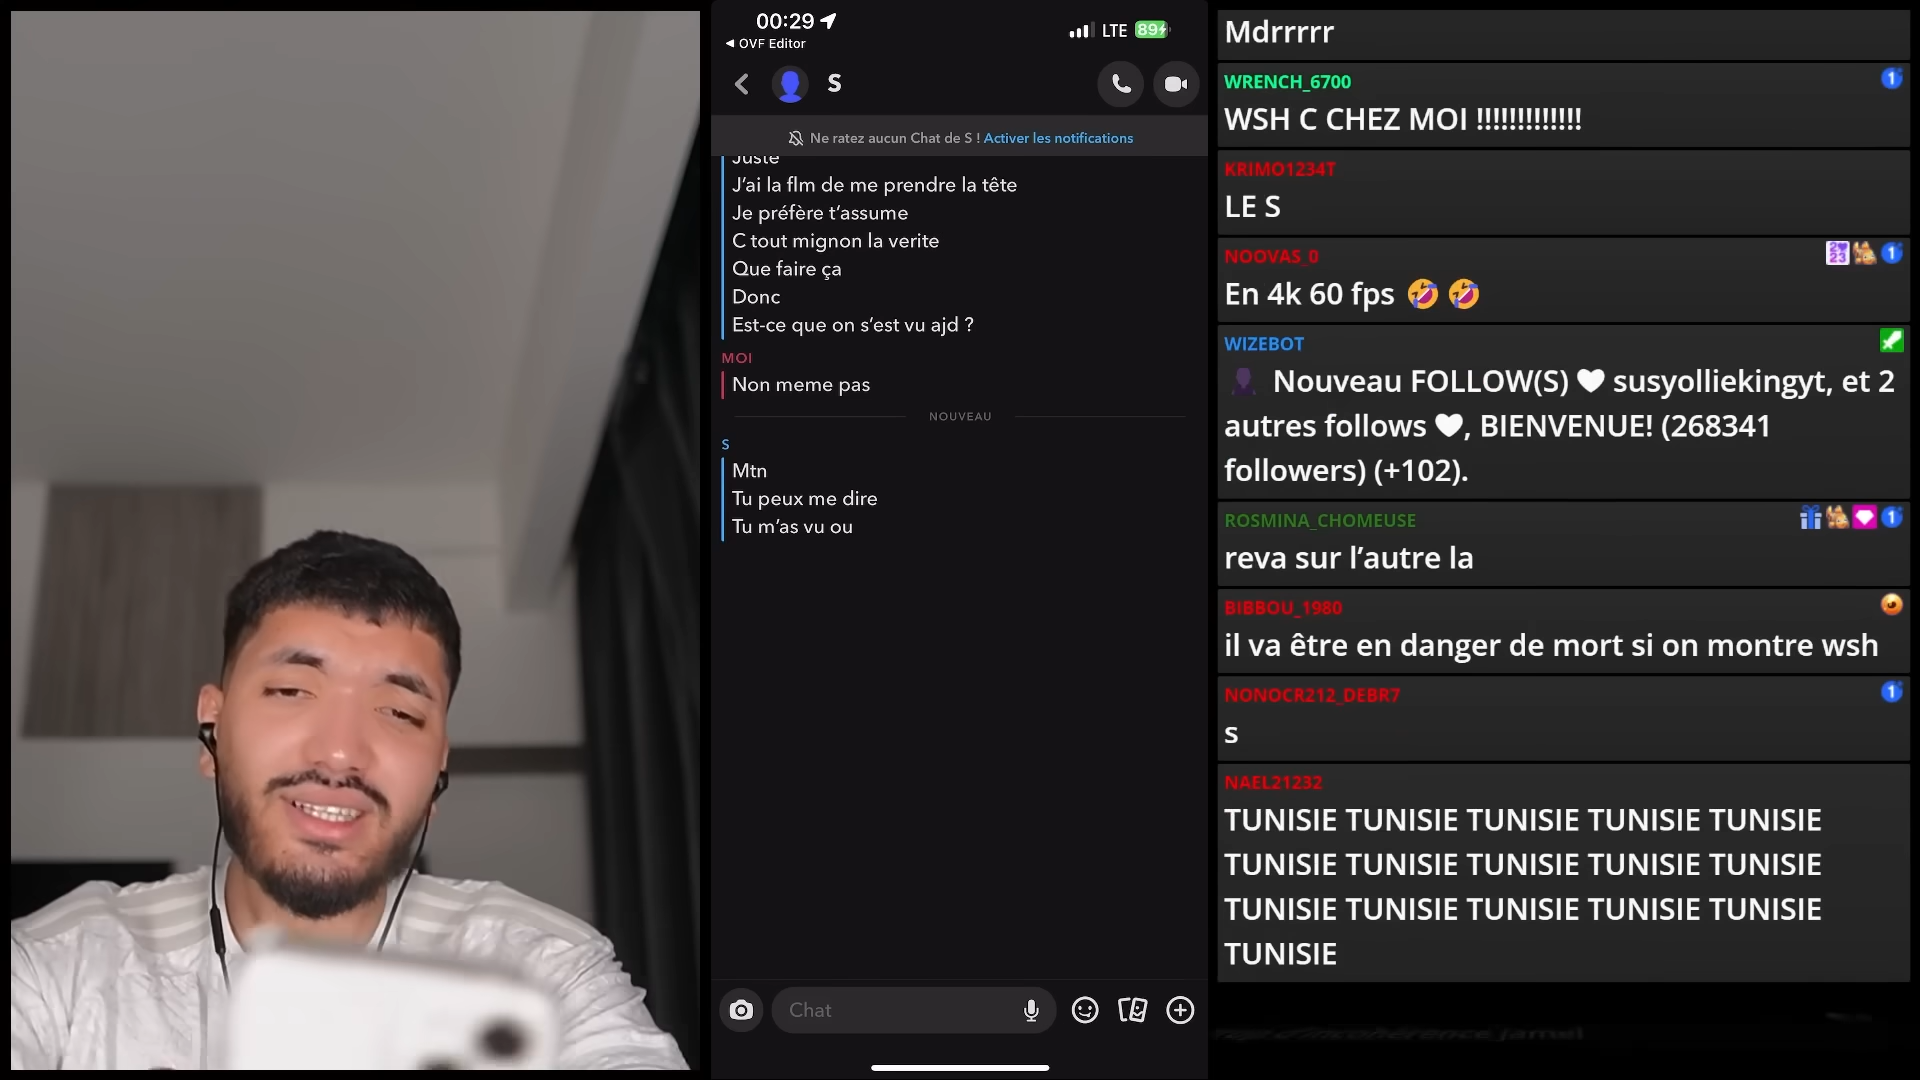 00:29
LTE
89
OVF Editor
S
Ne ratez aucun Chat de S ! Activer les notifications
Juste
J'ai la flm de me prendre la tête
Je préfère t'assume
C tout mignon la verite
Que faire ça
Donc
Est-ce que on s'est vu ajd ?
MOI
Non meme pas
NOUVEAU
S
Mtn
Tu peux me dire
Tu m'as vu ou
Chat
Mdrrrrr
WRENCH_6700
1
WSH C CHEZ MOI !!!!!!!!!!!!!
KRIMO1234T
LE S
NOOVAS_0
2 23
1
En 4k 60 fps 🤣 🤣
WIZEBOT
👤 Nouveau FOLLOW(S) ♥ susyolliekingyt, et 2
autres follows ♥, BIENVENUE! (268341
followers) (+102).
ROSMINA_CHOMEUSE
1
reva sur l'autre la
BIBBOU_1980
il va être en danger de mort si on montre wsh
NONOCR212_DEBR7
1
s
NAEL21232
TUNISIE TUNISIE TUNISIE TUNISIE TUNISIE
TUNISIE TUNISIE TUNISIE TUNISIE TUNISIE
TUNISIE TUNISIE TUNISIE TUNISIE TUNISIE
TUNISIE